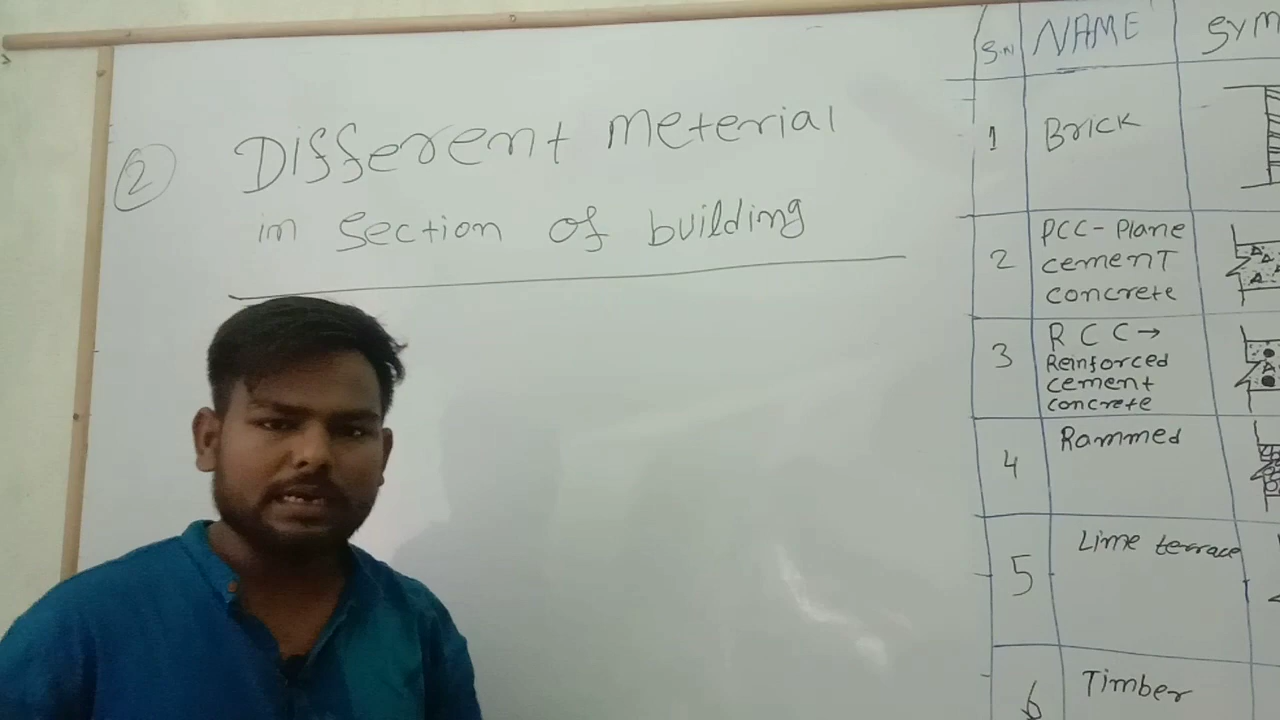 2
Different meterial
in section of building
S.N NAME SYM
1 Brick
2 PCC - Plane
cement
concrete
3 R C C →
Reinforced
cement
concrete
4 Rammed
5 Lime terrace
6 Timber